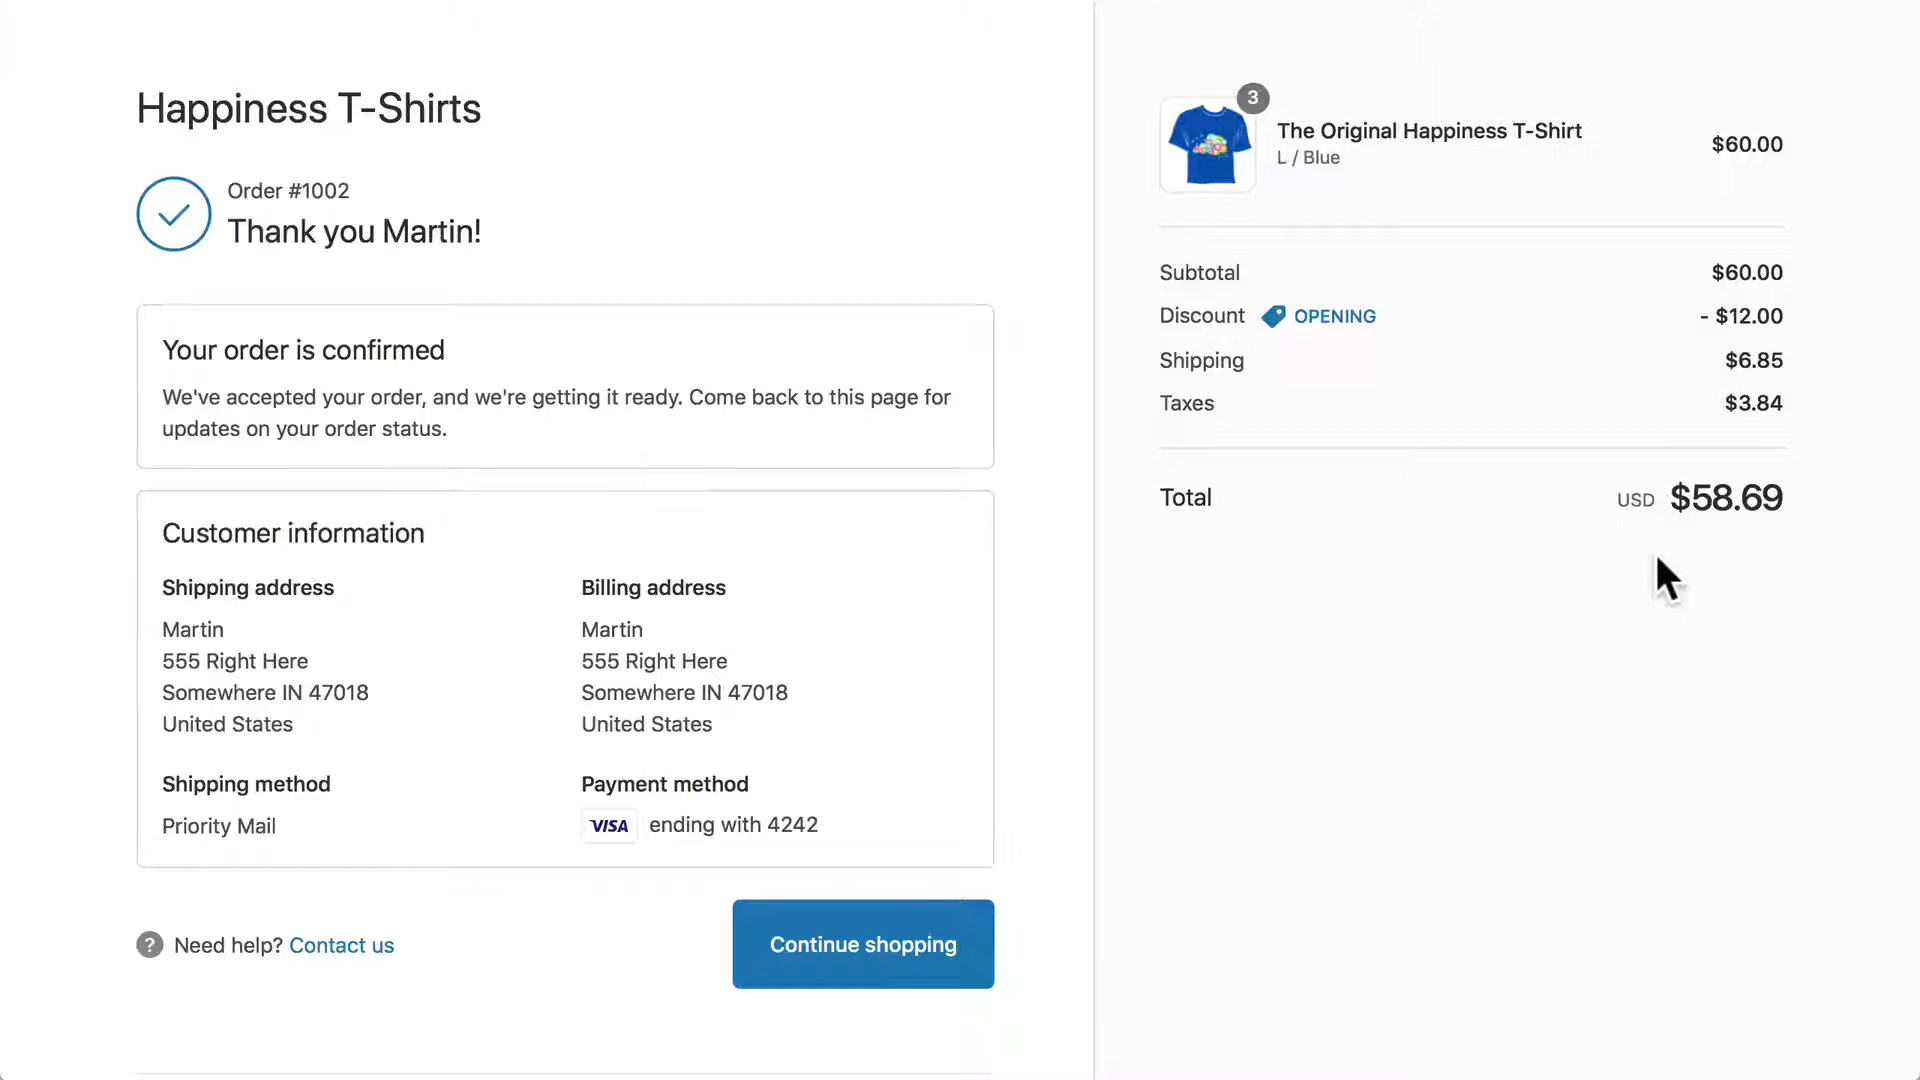 Happiness T-Shirts
Order #1002
Thank you Martin!
Your order is confirmed
We've accepted your order, and we're getting it ready. Come back to this page for
updates on your order status.
Customer information
Shipping address
Martin
555 Right Here
Somewhere IN 47018
United States
Billing address
Martin
555 Right Here
Somewhere IN 47018
United States
Shipping method
Priority Mail
Payment method
VISA ending with 4242
? Need help? Contact us
Continue shopping
3
The Original Happiness T-Shirt
L / Blue
$60.00
Subtotal $60.00
Discount OPENING - $12.00
Shipping $6.85
Taxes $3.84
Total USD $58.69